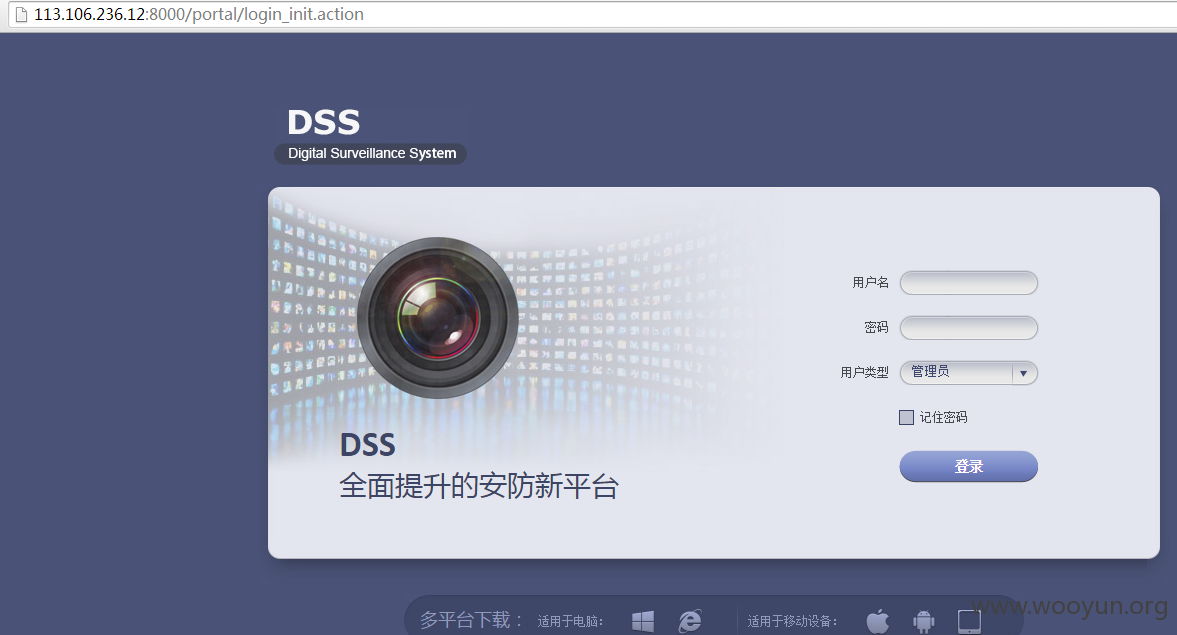 113.106.236.12:8000/portal/login_init.action
DSS
Digital Surveillance System
用户名
密码
用户类型 管理员
记住密码
登录
DSS
全面提升的安防新平台
多平台下载： 适用于电脑： 适用于移动设备：
www.wooyun.org